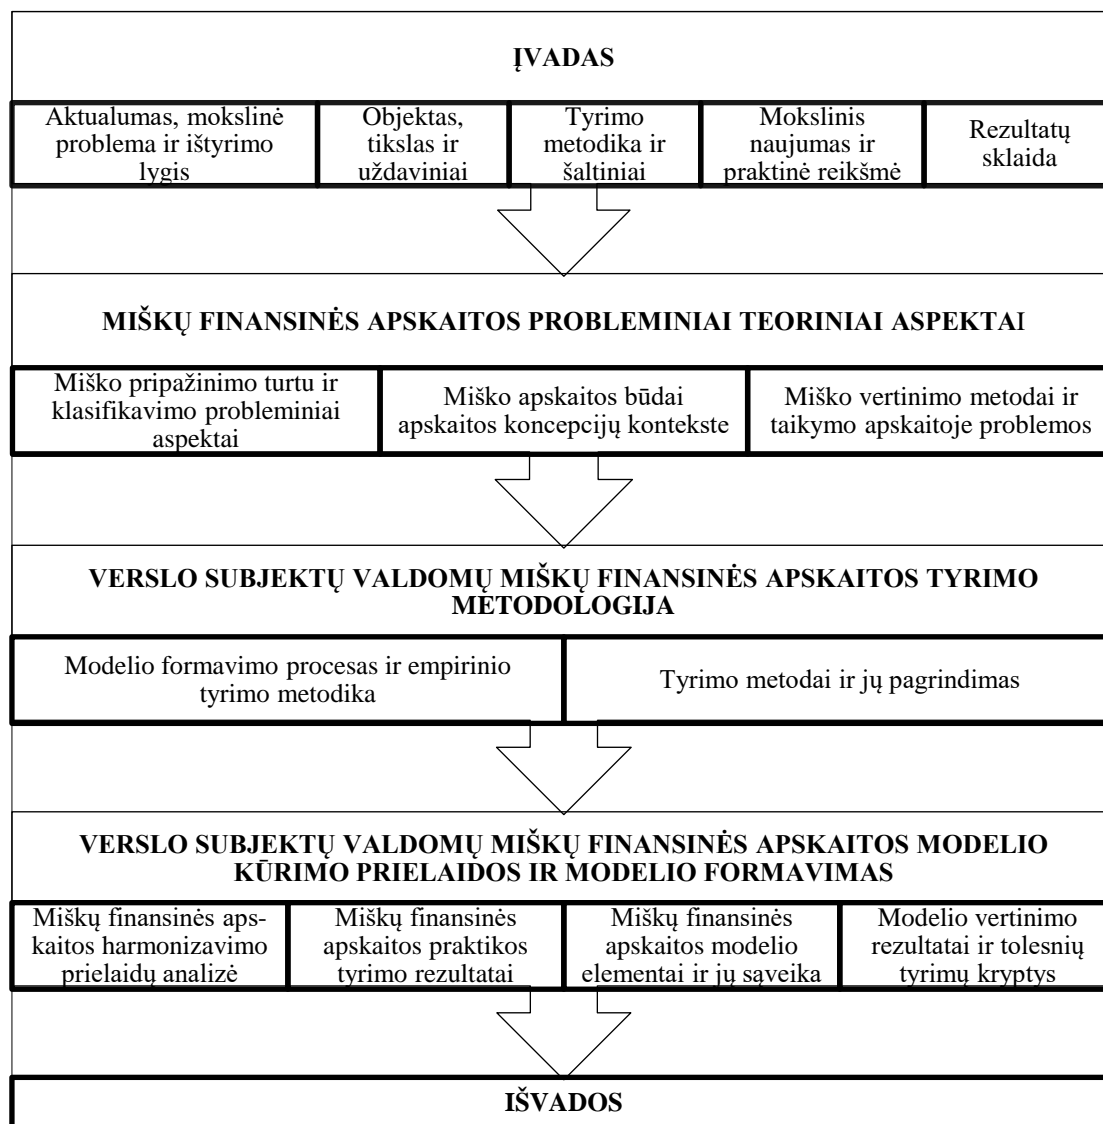 ĮVADAS
Aktualumas, mokslinė
problema ir ištyrimo
lygis
Objektas,
tikslas ir
uždaviniai
Tyrimo
metodika ir
šaltiniai
Mokslinis
naujumas ir
praktinė reikšmė
Rezultatų
sklaida
MIŠKŲ FINANSINĖS APSKAITOS PROBLEMINIAI TEORINIAI ASPEKTAI
Miško pripažinimo turtu ir
klasifikavimo probleminiai
aspektai
Miško apskaitos būdai
apskaitos koncepcijų kontekste
Miško vertinimo metodai ir
taikymo apskaitoje problemos
VERSLO SUBJEKTŲ VALDOMŲ MIŠKŲ FINANSINĖS APSKAITOS TYRIMO
METODOLOGIJA
Modelio formavimo procesas ir empirinio
tyrimo metodika
Tyrimo metodai ir jų pagrindimas
VERSLO SUBJEKTŲ VALDOMŲ MIŠKŲ FINANSINĖS APSKAITOS MODELIO
KŪRIMO PRIELAIDOS IR MODELIO FORMAVIMAS
Miškų finansinės aps-
kaitos harmonizavimo
prielaidų analizė
Miškų finansinės
apskaitos praktikos
tyrimo rezultatai
Miškų finansinės
apskaitos modelio
elementai ir jų sąveika
Modelio vertinimo
rezultatai ir tolesnių
tyrimų kryptys
IŠVADOS